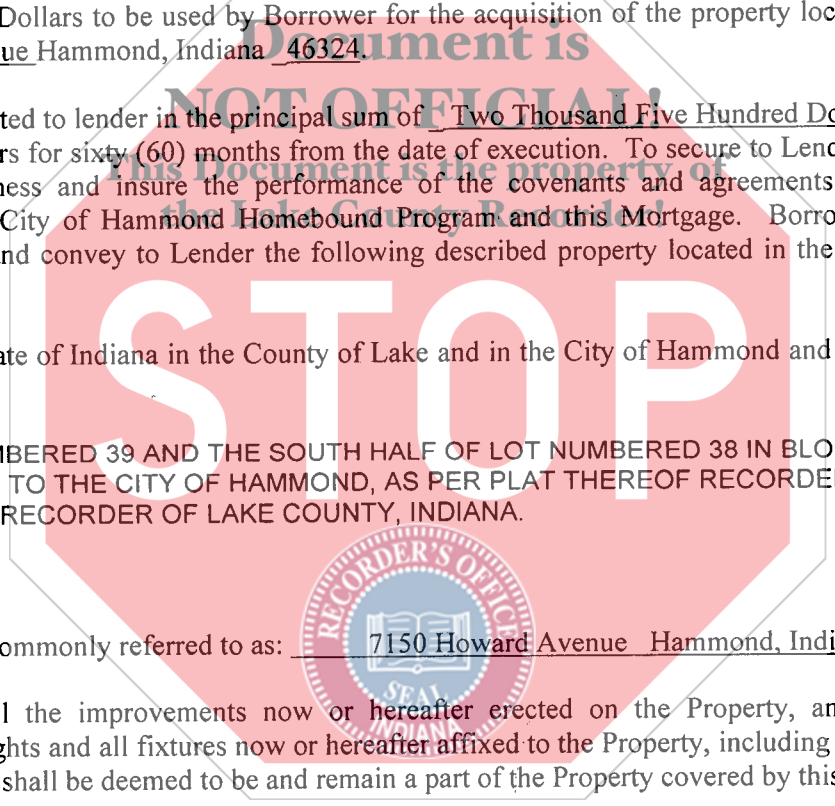 Dollars to be used by Borrower for the acquisition of the property loc
ue Hammond, Indiana 46324.
Document is
NOT OFFICIAL!
ted to lender in the principal sum of Two Thousand Five Hundred Do
rs for sixty (60) months from the date of execution. To secure to Lend
This Document is the property of
ness and insure the performance of the covenants and agreements
the Lake County Recorder!
City of Hammond Homebound Program and this Mortgage. Borro
nd convey to Lender the following described property located in the
STOP
ate of Indiana in the County of Lake and in the City of Hammond and
MBERED 39 AND THE SOUTH HALF OF LOT NUMBERED 38 IN BLO
TO THE CITY OF HAMMOND, AS PER PLAT THEREOF RECORDE
RECORDER OF LAKE COUNTY, INDIANA.
RECORDER'S OFFICE
ommonly referred to as: 7150 Howard Avenue Hammond, Indi
SEAL
INDIANA
l the improvements now or hereafter erected on the Property, an
ghts and all fixtures now or hereafter affixed to the Property, including
shall be deemed to be and remain a part of the Property covered by this